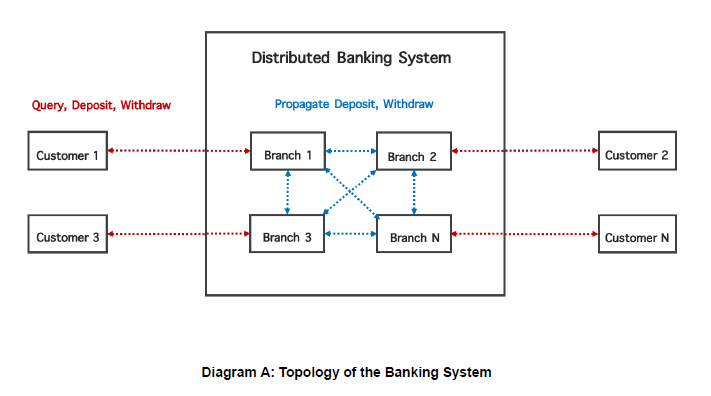 Distributed Banking System
Query, Deposit, Withdraw
Propagate Deposit, Withdraw
Customer 1
Branch 1
Branch 2
Customer 2
Customer 3
Branch 3
Branch N
Customer N
Diagram A: Topology of the Banking System